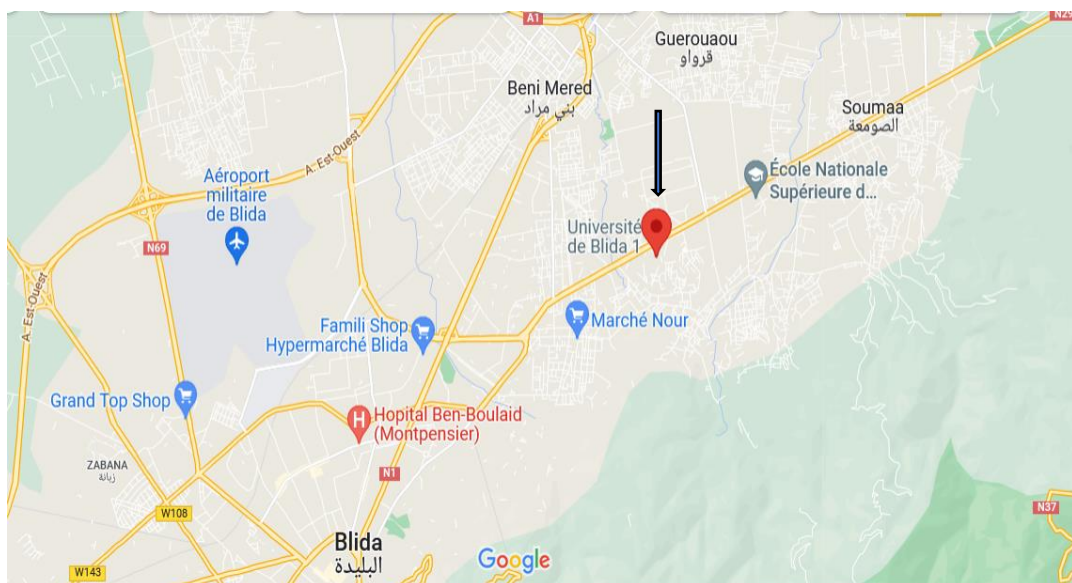 A1
N29
Guerouaou
قرواو
Beni Mered
بني مراد
Soumaa
الصومعة
A. Est-Ouest
École Nationale
Supérieure d...
Aéroport
militaire
de Blida
Université
de Blida 1
N69
A. Est-Ouest
Famili Shop
Hypermarché Blida
Marché Nour
Grand Top Shop
Hopital Ben-Boulaid
(Montpensier)
H
ZABANA
زبانة
N1
W108
N37
Blida
البليدة
Google
W143